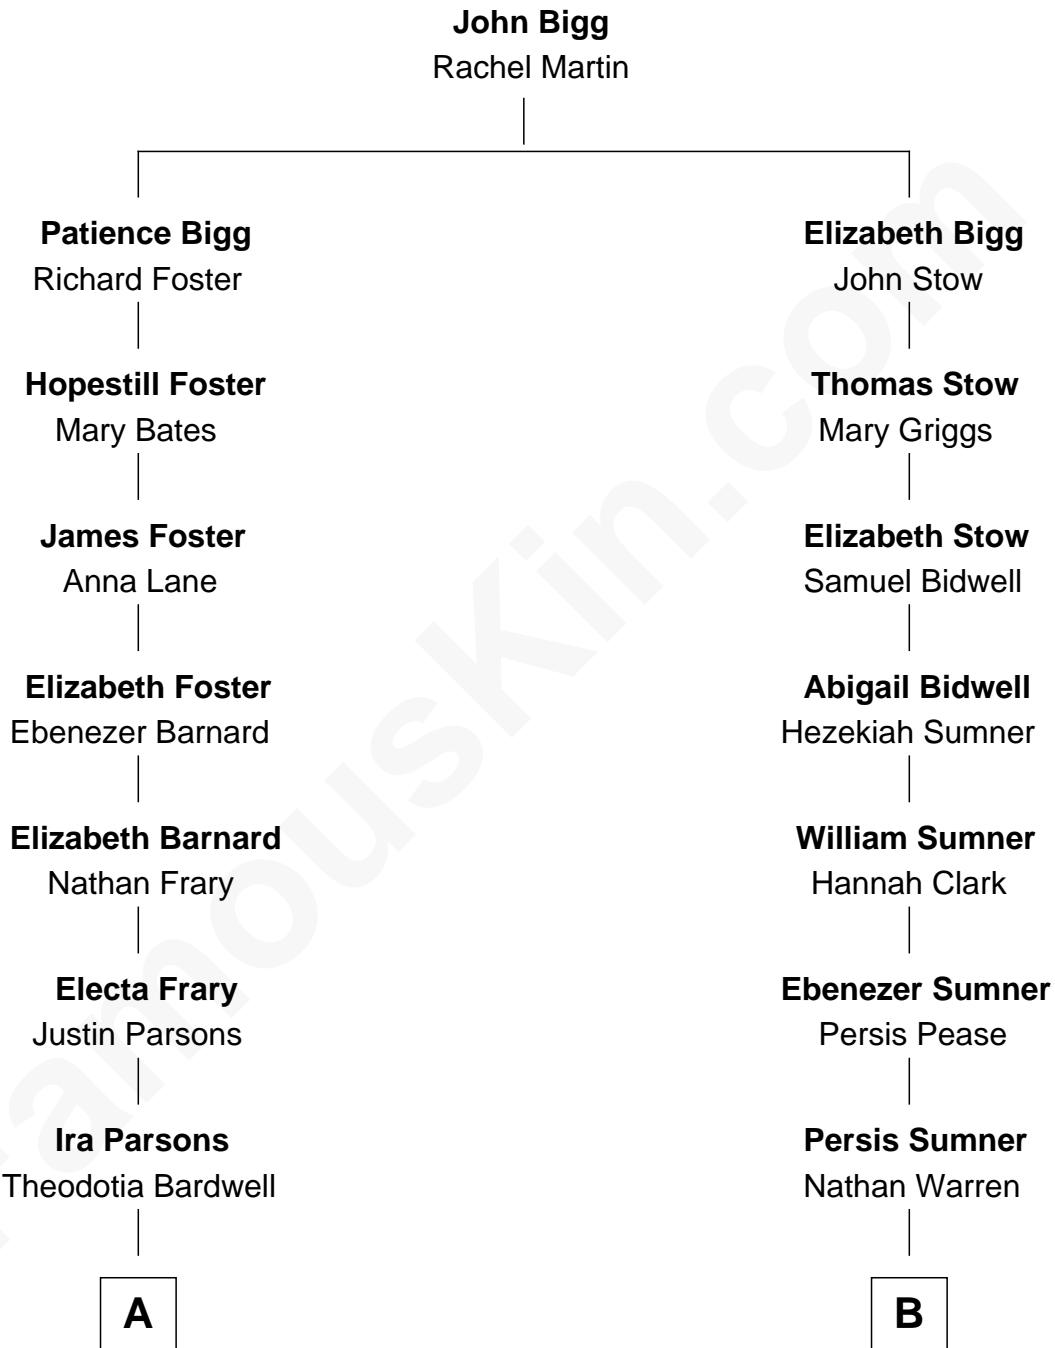 John Bigg
Rachel Martin
Patience Bigg
Richard Foster
Elizabeth Bigg
John Stow
Hopestill Foster
Mary Bates
Thomas Stow
Mary Griggs
James Foster
Anna Lane
Elizabeth Stow
Samuel Bidwell
Elizabeth Foster
Ebenezer Barnard
Abigail Bidwell
Hezekiah Sumner
Elizabeth Barnard
Nathan Frary
William Sumner
Hannah Clark
Electa Frary
Justin Parsons
Ebenezer Sumner
Persis Pease
Ira Parsons
Theodotia Bardwell
Persis Sumner
Nathan Warren
A
B
FamousKin.com